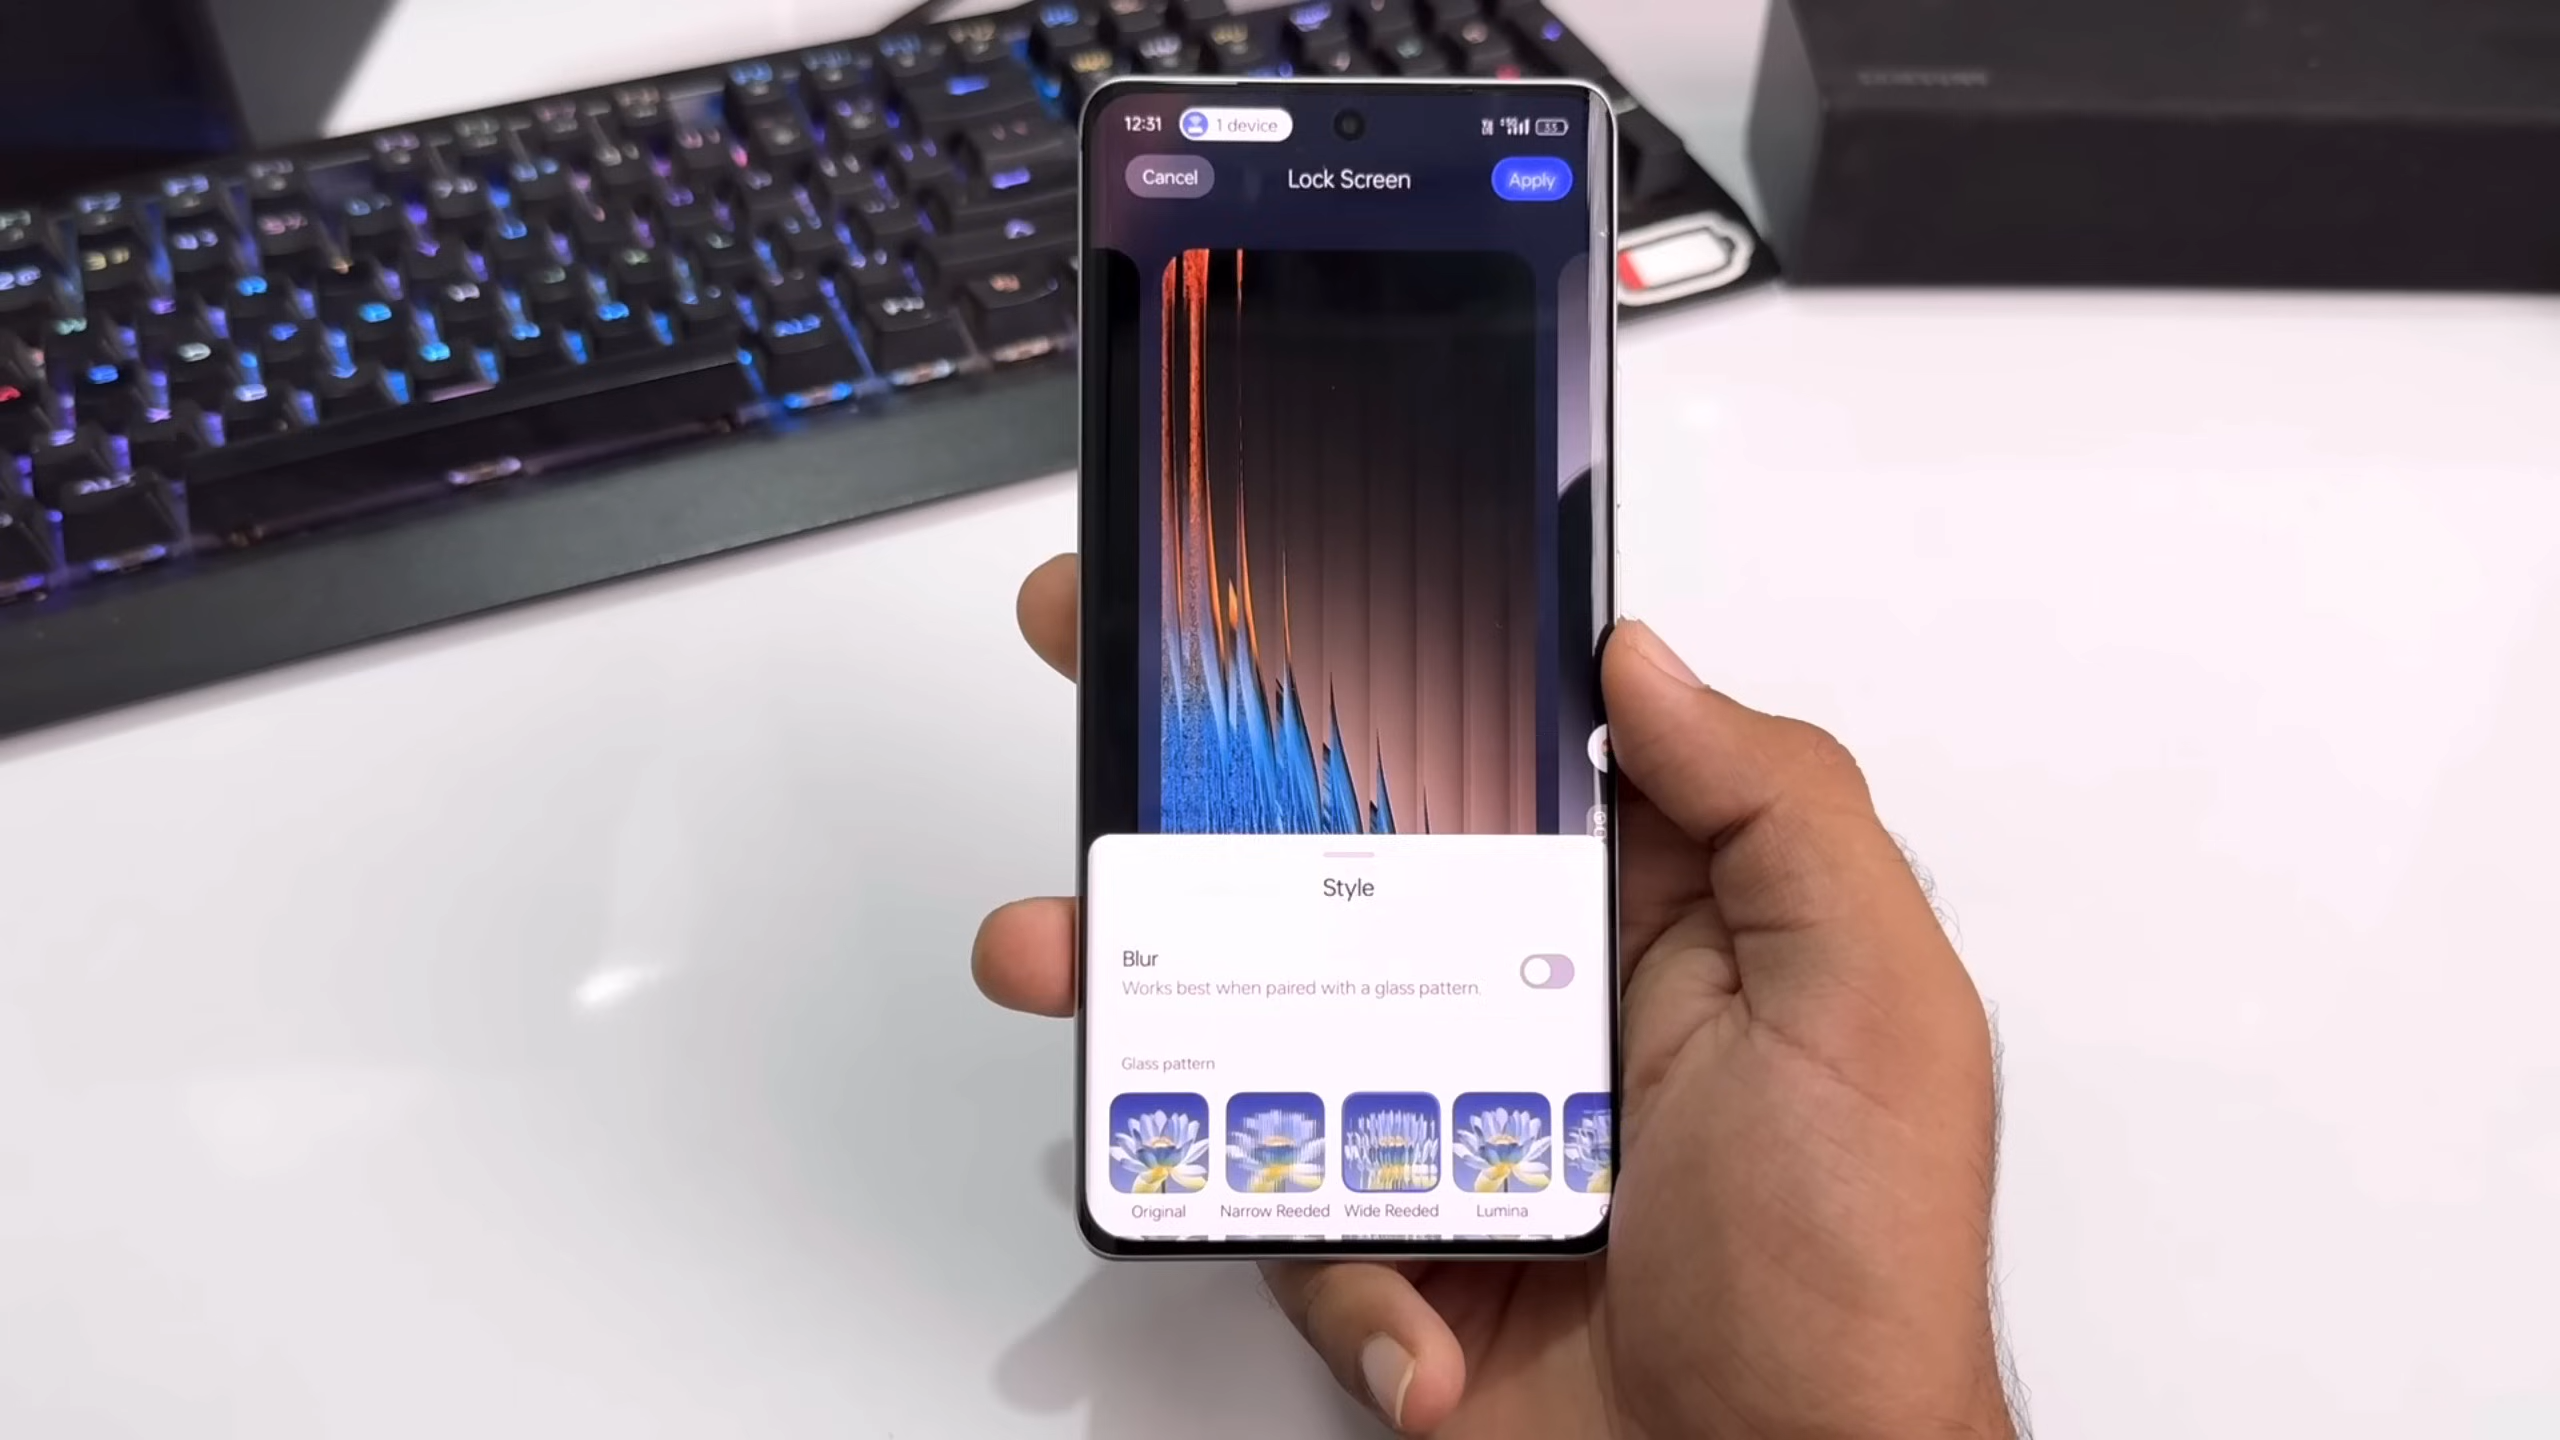 12:31 1 device 33
Cancel Lock Screen Apply
Style
Blur
Works best when paired with a glass pattern.
Glass pattern
Original Narrow Reeded Wide Reeded Lumina